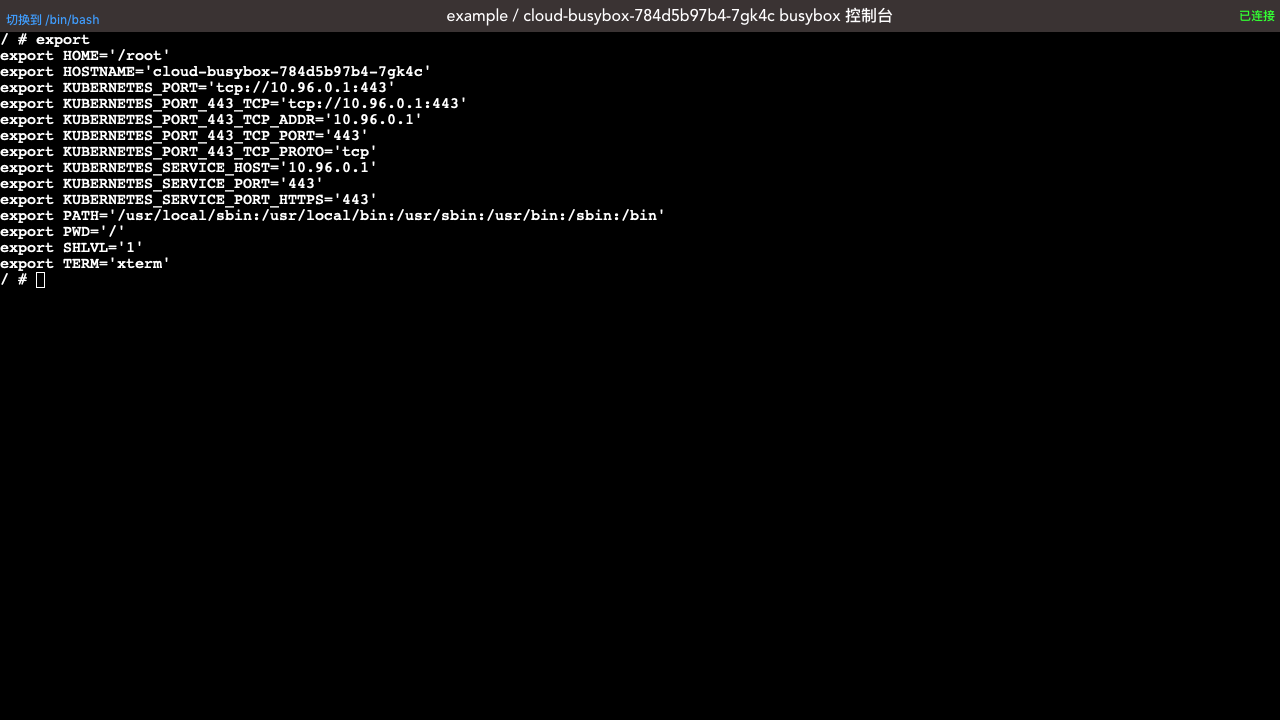 切换到 /bin/bash
example / cloud-busybox-784d5b97b4-7gk4c busybox 控制台
已连接
/ # export
export HOME='/root'
export HOSTNAME='cloud-busybox-784d5b97b4-7gk4c'
export KUBERNETES_PORT='tcp://10.96.0.1:443'
export KUBERNETES_PORT_443_TCP='tcp://10.96.0.1:443'
export KUBERNETES_PORT_443_TCP_ADDR='10.96.0.1'
export KUBERNETES_PORT_443_TCP_PORT='443'
export KUBERNETES_PORT_443_TCP_PROTO='tcp'
export KUBERNETES_SERVICE_HOST='10.96.0.1'
export KUBERNETES_SERVICE_PORT='443'
export KUBERNETES_SERVICE_PORT_HTTPS='443'
export PATH='/usr/local/sbin:/usr/local/bin:/usr/sbin:/usr/bin:/sbin:/bin'
export PWD='/'
export SHLVL='1'
export TERM='xterm'
/ #